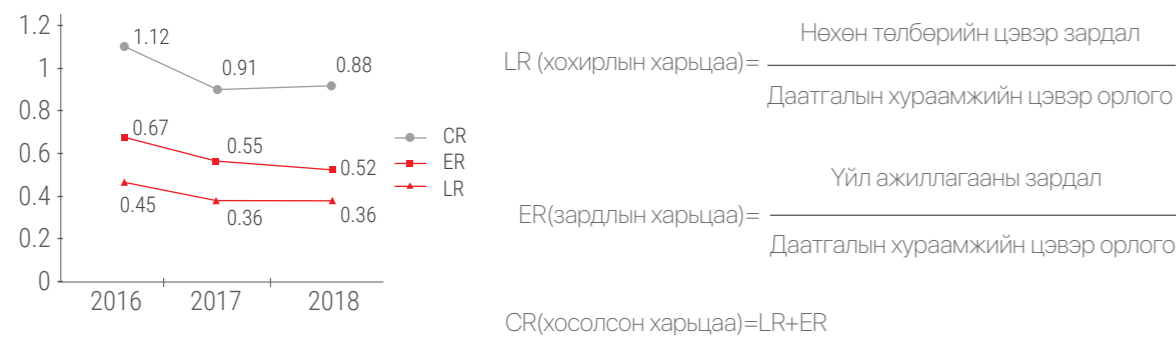 1.2
1
0.8
0.6
0.4
0.2
0
1.12
0.91
0.88
0.67
0.55
0.52
0.45
0.36
0.36
2016
2017
2018
CR
ER
LR
LR (хохирлын харьцаа)=
Нөхөн төлбөрийн цэвэр зардал
Даатгалын хураамжийн цэвэр орлого
ER(зардлын харьцаа)=
Үйл ажиллагааны зардал
Даатгалын хураамжийн цэвэр орлого
CR(хосолсон харьцаа)=LR+ER